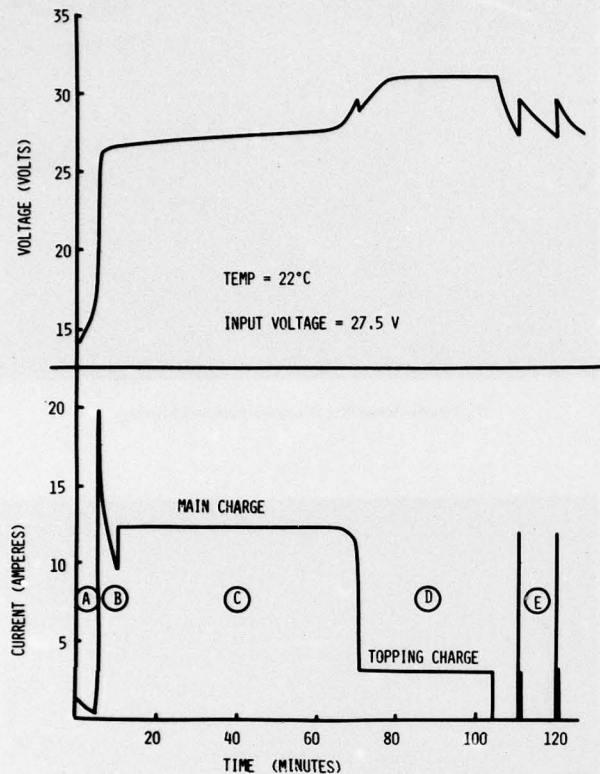 35
30
25
20
15
VOLTAGE (VOLTS)
TEMP = 22°C
INPUT VOLTAGE = 27.5 V
20
15
10
5
CURRENT (AMPERES)
MAIN CHARGE
A
B
C
D
E
TOPPING CHARGE
20
40
60
80
100
120
TIME (MINUTES)